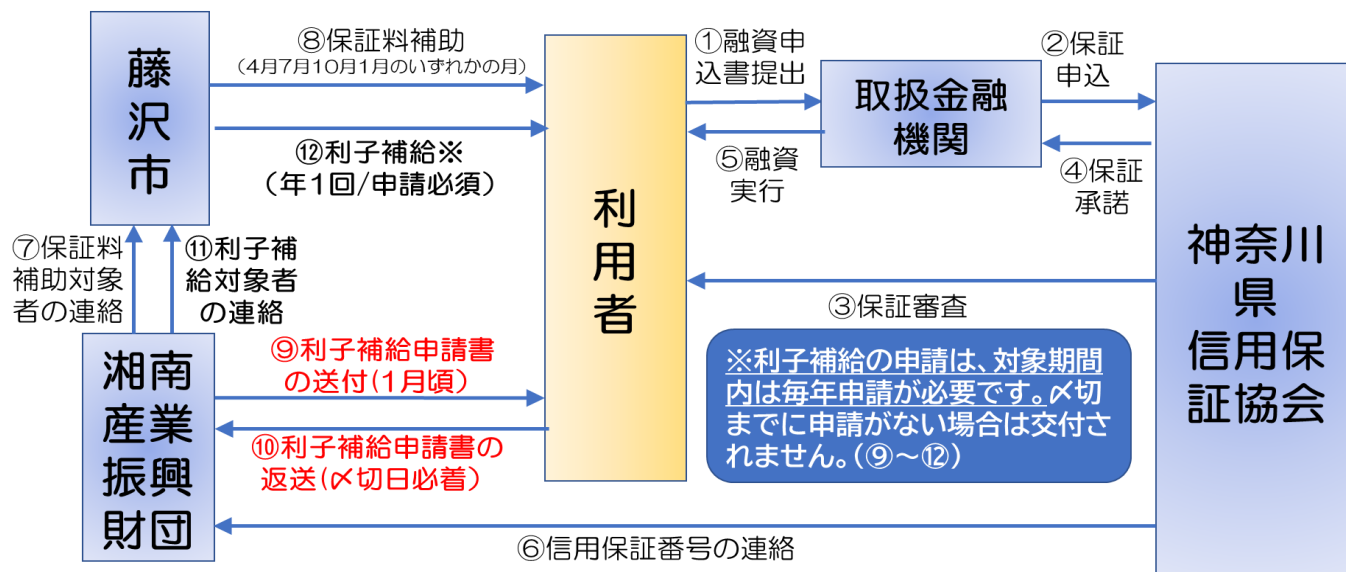 藤沢市
⑧保証料補助
(4月7月10月1月のいずれかの月)
⑫利子補給※
(年1回/申請必須)
利用者
①融資申
込書提出
⑤融資
実行
取扱金融
機関
②保証
申込
④保証
承諾
神奈川
県
信用保
証協会
③保証審査
⑦保証料
補助対象
者の連絡
⑪利子補
給対象者
の連絡
湘南
産業
振興
財団
⑨利子補給申請書
の送付(1月頃)
⑩利子補給申請書の
返送(〆切日必着)
※利子補給の申請は、対象期間
内は毎年申請が必要です。〆切
までに申請がない場合は交付さ
れません。(⑨～⑫)
⑥信用保証番号の連絡